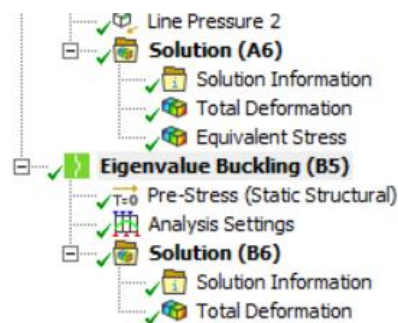 Line Pressure 2
Solution (A6)
Solution Information
Total Deformation
Equivalent Stress
Eigenvalue Buckling (B5)
T=0 Pre-Stress (Static Structural)
Analysis Settings
Solution (B6)
Solution Information
Total Deformation